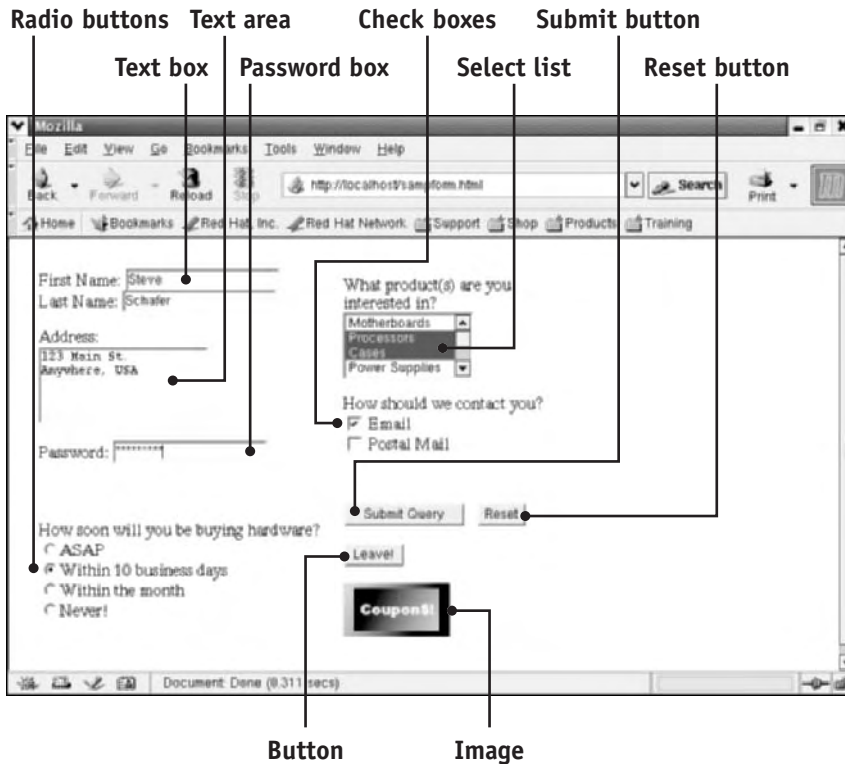 Radio buttons Text area Check boxes Submit button
Text box Password box Select list Reset button
Mozilla
File Edit View Go Bookmarks Tools Window Help
Back Forward Reload Stop http://localhost/sampform.html Search Print
Home Bookmarks Red Hat, Inc. Red Hat Network Support Shop Products Training
First Name: Steve
Last Name: Schafer
Address:
123 Main St.
Anywhere, USA
Password: *********
How soon will you be buying hardware?
ASAP
Within 10 business days
Within the month
Never!
What product(s) are you
interested in?
Motherboards
Processors
Cases
Power Supplies
How should we contact you?
Email
Postal Mail
Submit Query Reset
Leave!
Coupon$!
Document: Done (0.311 secs)
Button Image